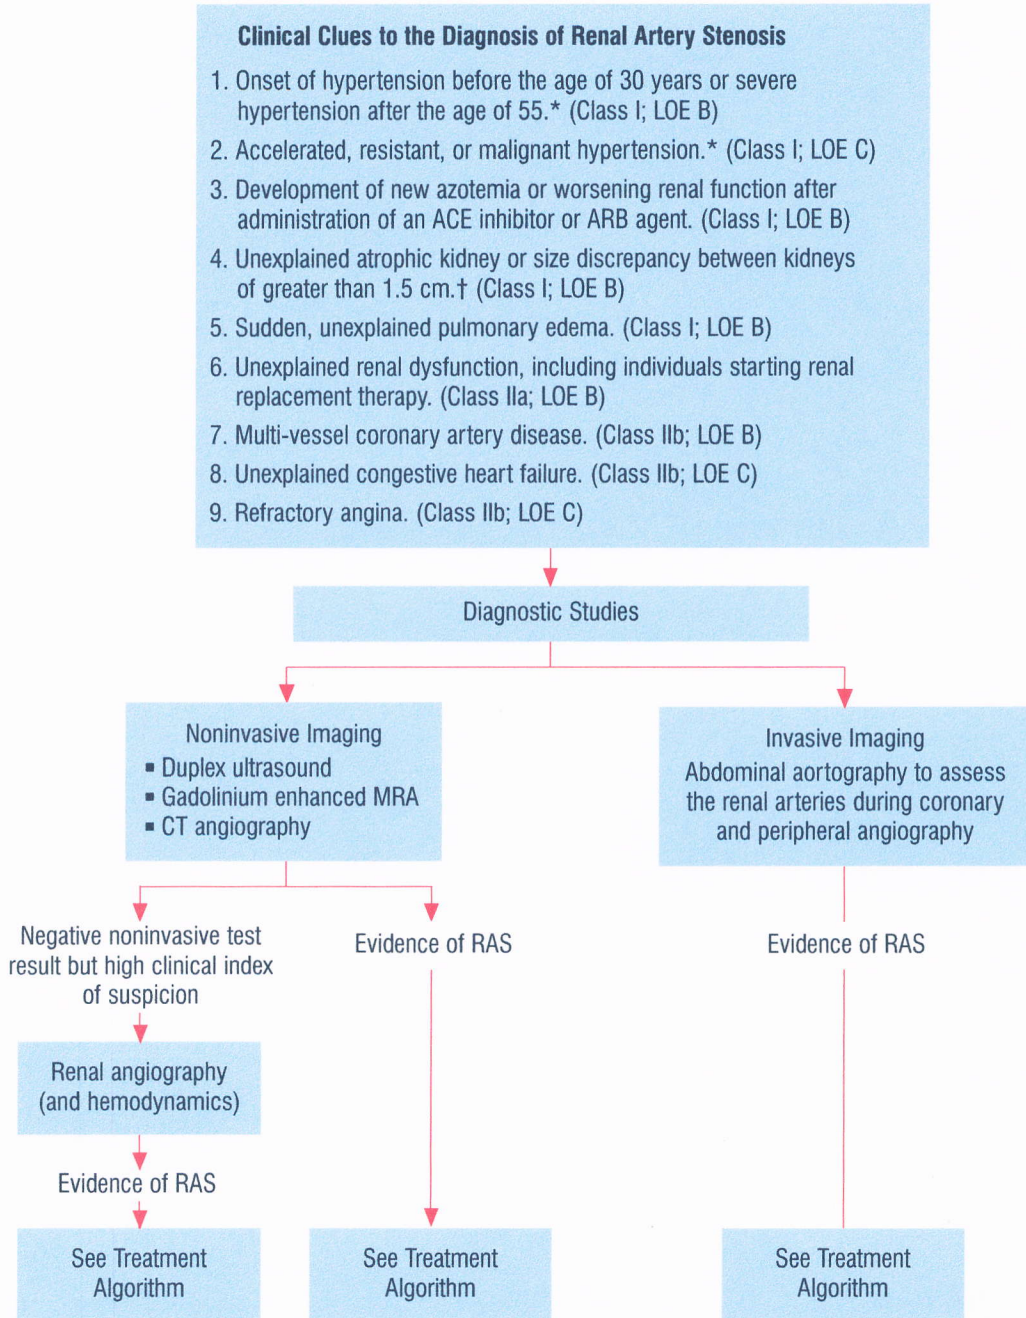 Clinical Clues to the Diagnosis of Renal Artery Stenosis
1. Onset of hypertension before the age of 30 years or severe
hypertension after the age of 55.* (Class I; LOE B)
2. Accelerated, resistant, or malignant hypertension.* (Class I; LOE C)
3. Development of new azotemia or worsening renal function after
administration of an ACE inhibitor or ARB agent. (Class I; LOE B)
4. Unexplained atrophic kidney or size discrepancy between kidneys
of greater than 1.5 cm.† (Class I; LOE B)
5. Sudden, unexplained pulmonary edema. (Class I; LOE B)
6. Unexplained renal dysfunction, including individuals starting renal
replacement therapy. (Class IIa; LOE B)
7. Multi-vessel coronary artery disease. (Class IIb; LOE B)
8. Unexplained congestive heart failure. (Class IIb; LOE C)
9. Refractory angina. (Class IIb; LOE C)
Diagnostic Studies
Noninvasive Imaging
▪ Duplex ultrasound
▪ Gadolinium enhanced MRA
▪ CT angiography
Invasive Imaging
Abdominal aortography to assess
the renal arteries during coronary
and peripheral angiography
Negative noninvasive test
result but high clinical index
of suspicion
Evidence of RAS
Evidence of RAS
Renal angiography
(and hemodynamics)
Evidence of RAS
See Treatment
Algorithm
See Treatment
Algorithm
See Treatment
Algorithm